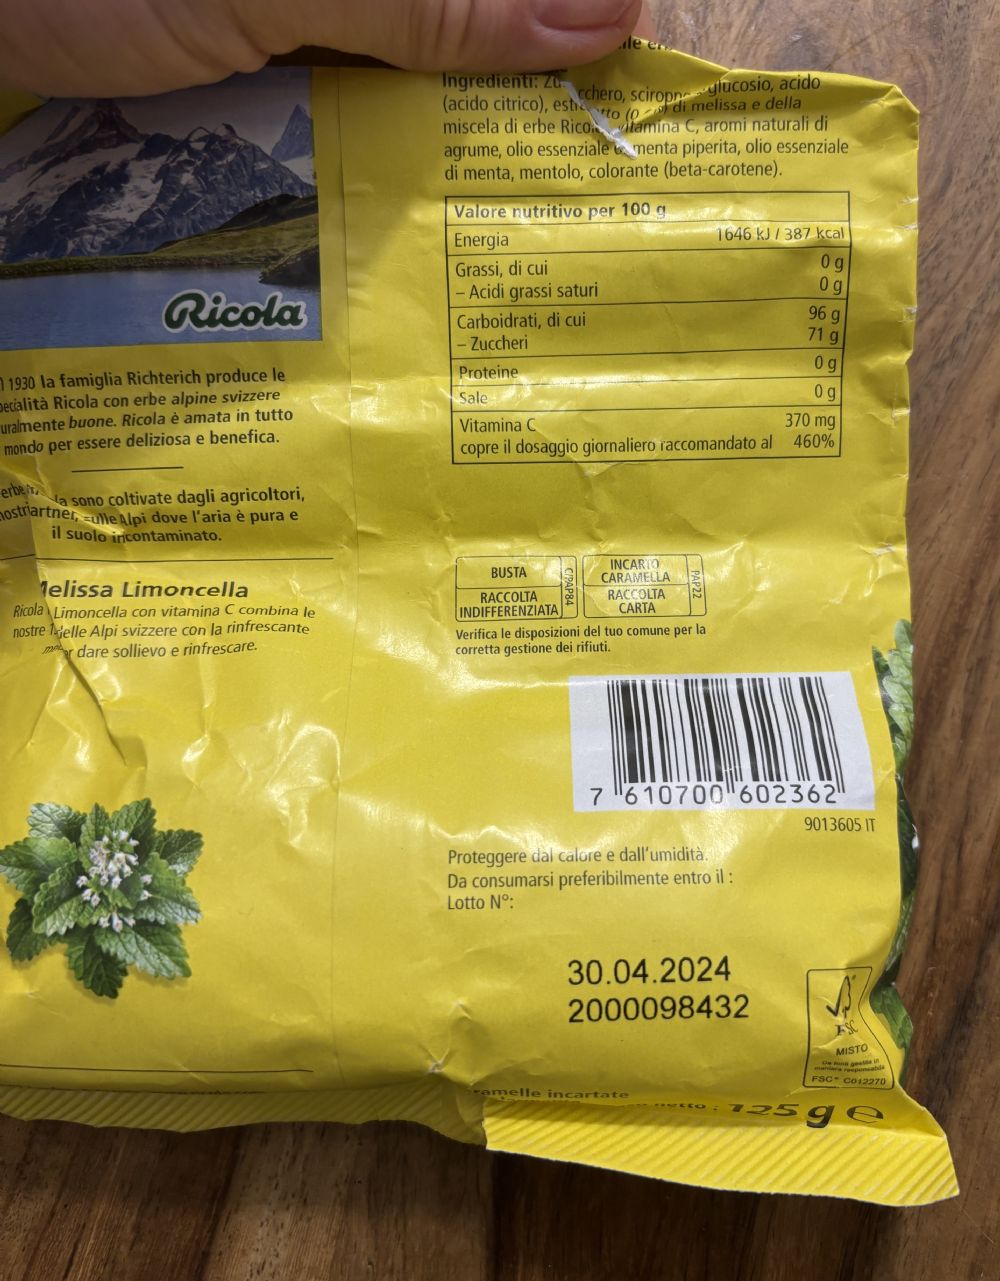 Ricola
1930 la famiglia Richterich produce le
Ricola con erbe alpine svizzere
buone. Ricola è amata in tutto
mondo per essere deliziosa e benefica.
sono coltivate dagli agricoltori,
Alpi dove l'aria è pura e
il suolo incontaminato.
Melissa Limoncella
Ricola Limoncella con vitamina C combina le
nostre delle Alpi svizzere con la rinfrescante
dare sollievo e rinfrescare.
Ingredienti: glucosio, acido
(acido citrico), di melissa e della
miscela di erbe vitamina C, aromi naturali di
agrume, olio essenziale menta piperita, olio essenziale
di menta, mentolo, colorante (beta-carotene).
Valore nutritivo per 100 g
Energia 1646 kJ / 387 kcal
Grassi, di cui 0 g
– Acidi grassi saturi 0 g
Carboidrati, di cui 96 g
– Zuccheri 71 g
Proteine 0 g
Sale 0 g
Vitamina C 370 mg
copre il dosaggio giornaliero raccomandato al 460%
BUSTA
RACCOLTA
INDIFFERENZIATA
C/PAP84
INCARTO
CARAMELLA
RACCOLTA
CARTA
PAP22
Verifica le disposizioni del tuo comune per la
corretta gestione dei rifiuti.
7 610700 602362
9013605 IT
Proteggere dal calore e dall'umidità.
Da consumarsi preferibilmente entro il :
Lotto N°:
30.04.2024
2000098432
FSC
MISTO
FSC® C012270
incartate
125 g e